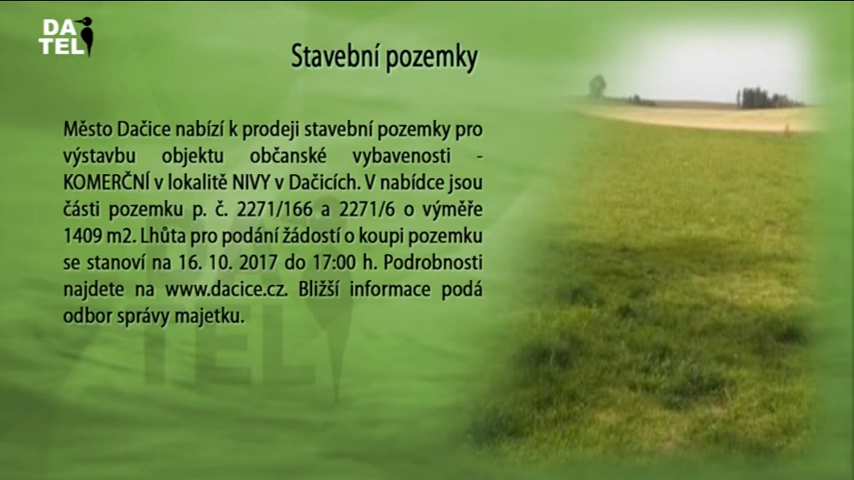 DA
TEL
Stavební pozemky
Město Dačice nabízí k prodeji stavební pozemky pro
výstavbu objektu občanské vybavenosti -
KOMERČNÍ v lokalitě NIVY v Dačicích. V nabídce jsou
části pozemku p. č. 2271/166 a 2271/6 o výměře
1409 m2. Lhůta pro podání žádostí o koupi pozemku
se stanoví na 16. 10. 2017 do 17:00 h. Podrobnosti
najdete na www.dacice.cz. Bližší informace podá
odbor správy majetku.
TEL